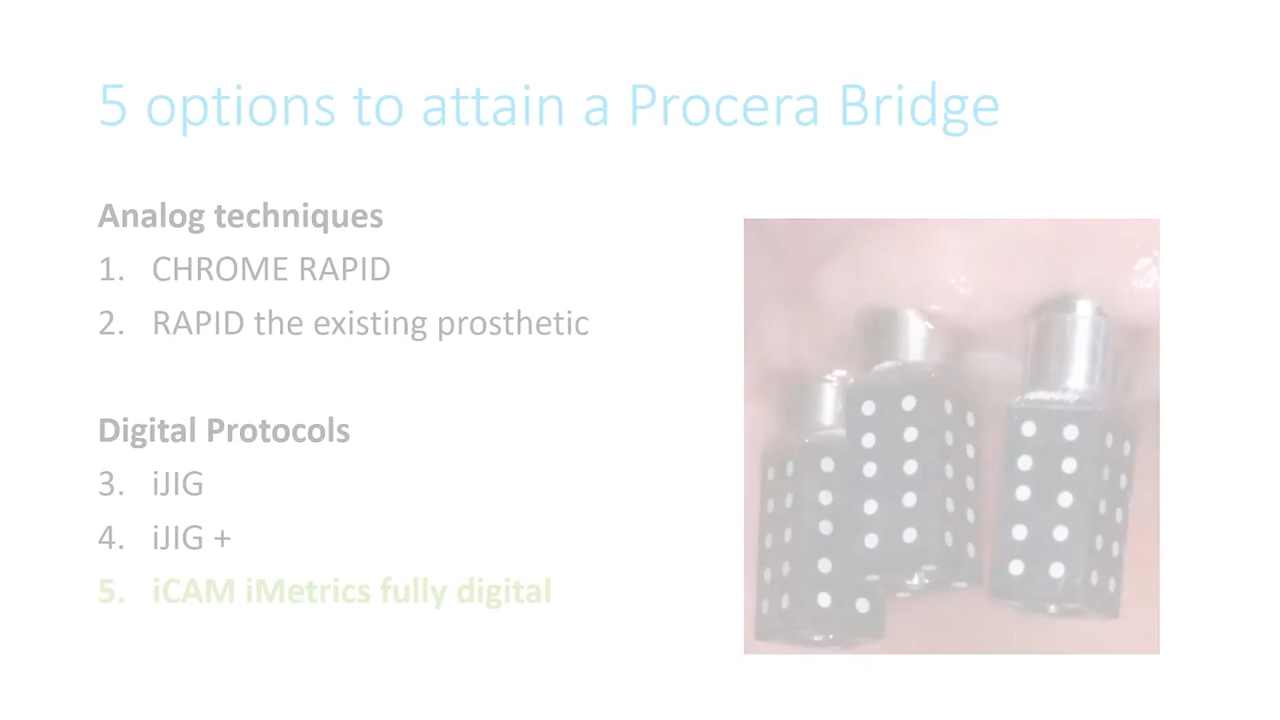 5 options to attain a Procera Bridge
Analog techniques
1. CHROME RAPID
2. RAPID the existing prosthetic
Digital Protocols
3. iJIG
4. iJIG +
5. iCAM iMetrics fully digital